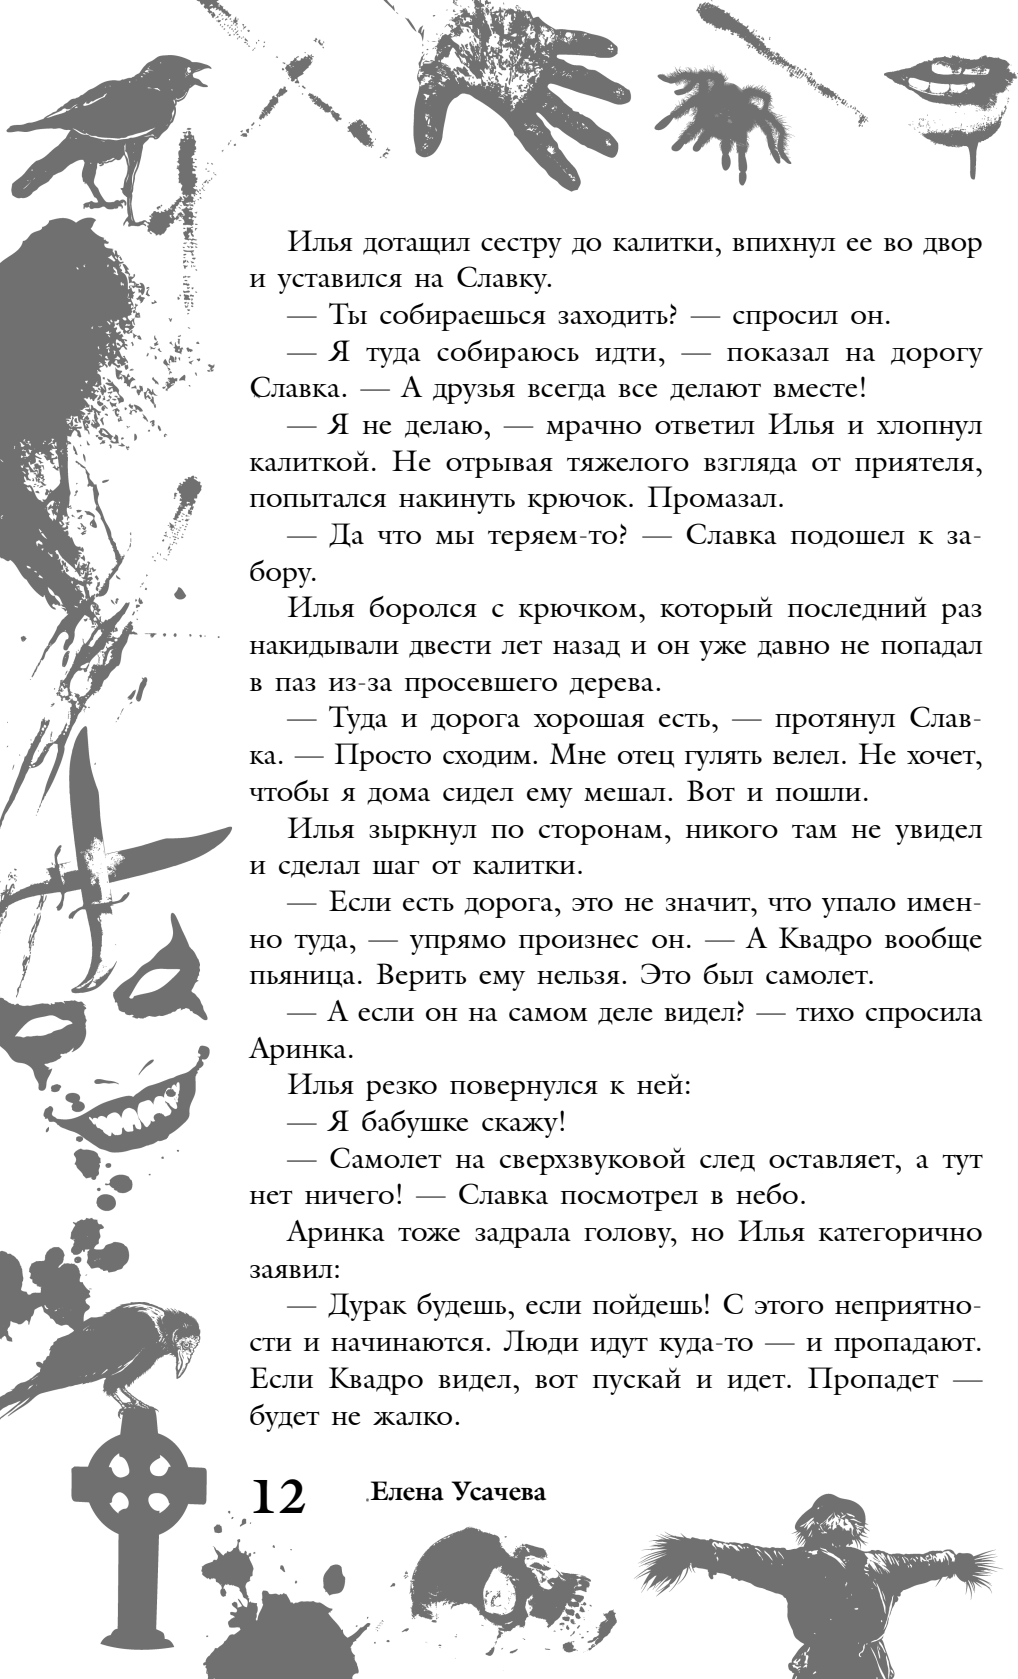 Илья дотащил сестру до калитки, впихнул ее во двор
и уставился на Славку.
— Ты собираешься заходить? — спросил он.
— Я туда собираюсь идти, — показал на дорогу
Славка. — А друзья всегда все делают вместе!
— Я не делаю, — мрачно ответил Илья и хлопнул
калиткой. Не отрывая тяжелого взгляда от приятеля,
попытался накинуть крючок. Промазал.
— Да что мы теряем-то? — Славка подошел к за-
бору.
Илья боролся с крючком, который последний раз
накидывали двести лет назад и он уже давно не попадал
в паз из-за просевшего дерева.
— Туда и дорога хорошая есть, — протянул Слав-
ка. — Просто сходим. Мне отец гулять велел. Не хочет,
чтобы я дома сидел ему мешал. Вот и пошли.
Илья зыркнул по сторонам, никого там не увидел
и сделал шаг от калитки.
— Если есть дорога, это не значит, что упало имен-
но туда, — упрямо произнес он. — А Квадро вообще
пьяница. Верить ему нельзя. Это был самолет.
— А если он на самом деле видел? — тихо спросила
Аринка.
Илья резко повернулся к ней:
— Я бабушке скажу!
— Самолет на сверхзвуковой след оставляет, а тут
нет ничего! — Славка посмотрел в небо.
Аринка тоже задрала голову, но Илья категорично
заявил:
— Дурак будешь, если пойдешь! С этого неприятно-
сти и начинаются. Люди идут куда-то — и пропадают.
Если Квадро видел, вот пускай и идет. Пропадет —
будет не жалко.
12 Елена Усачева